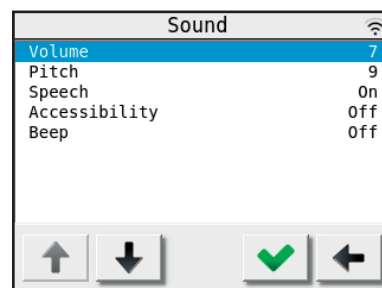 Sound
Volume 7
Pitch 9
Speech On
Accessibility Off
Beep Off